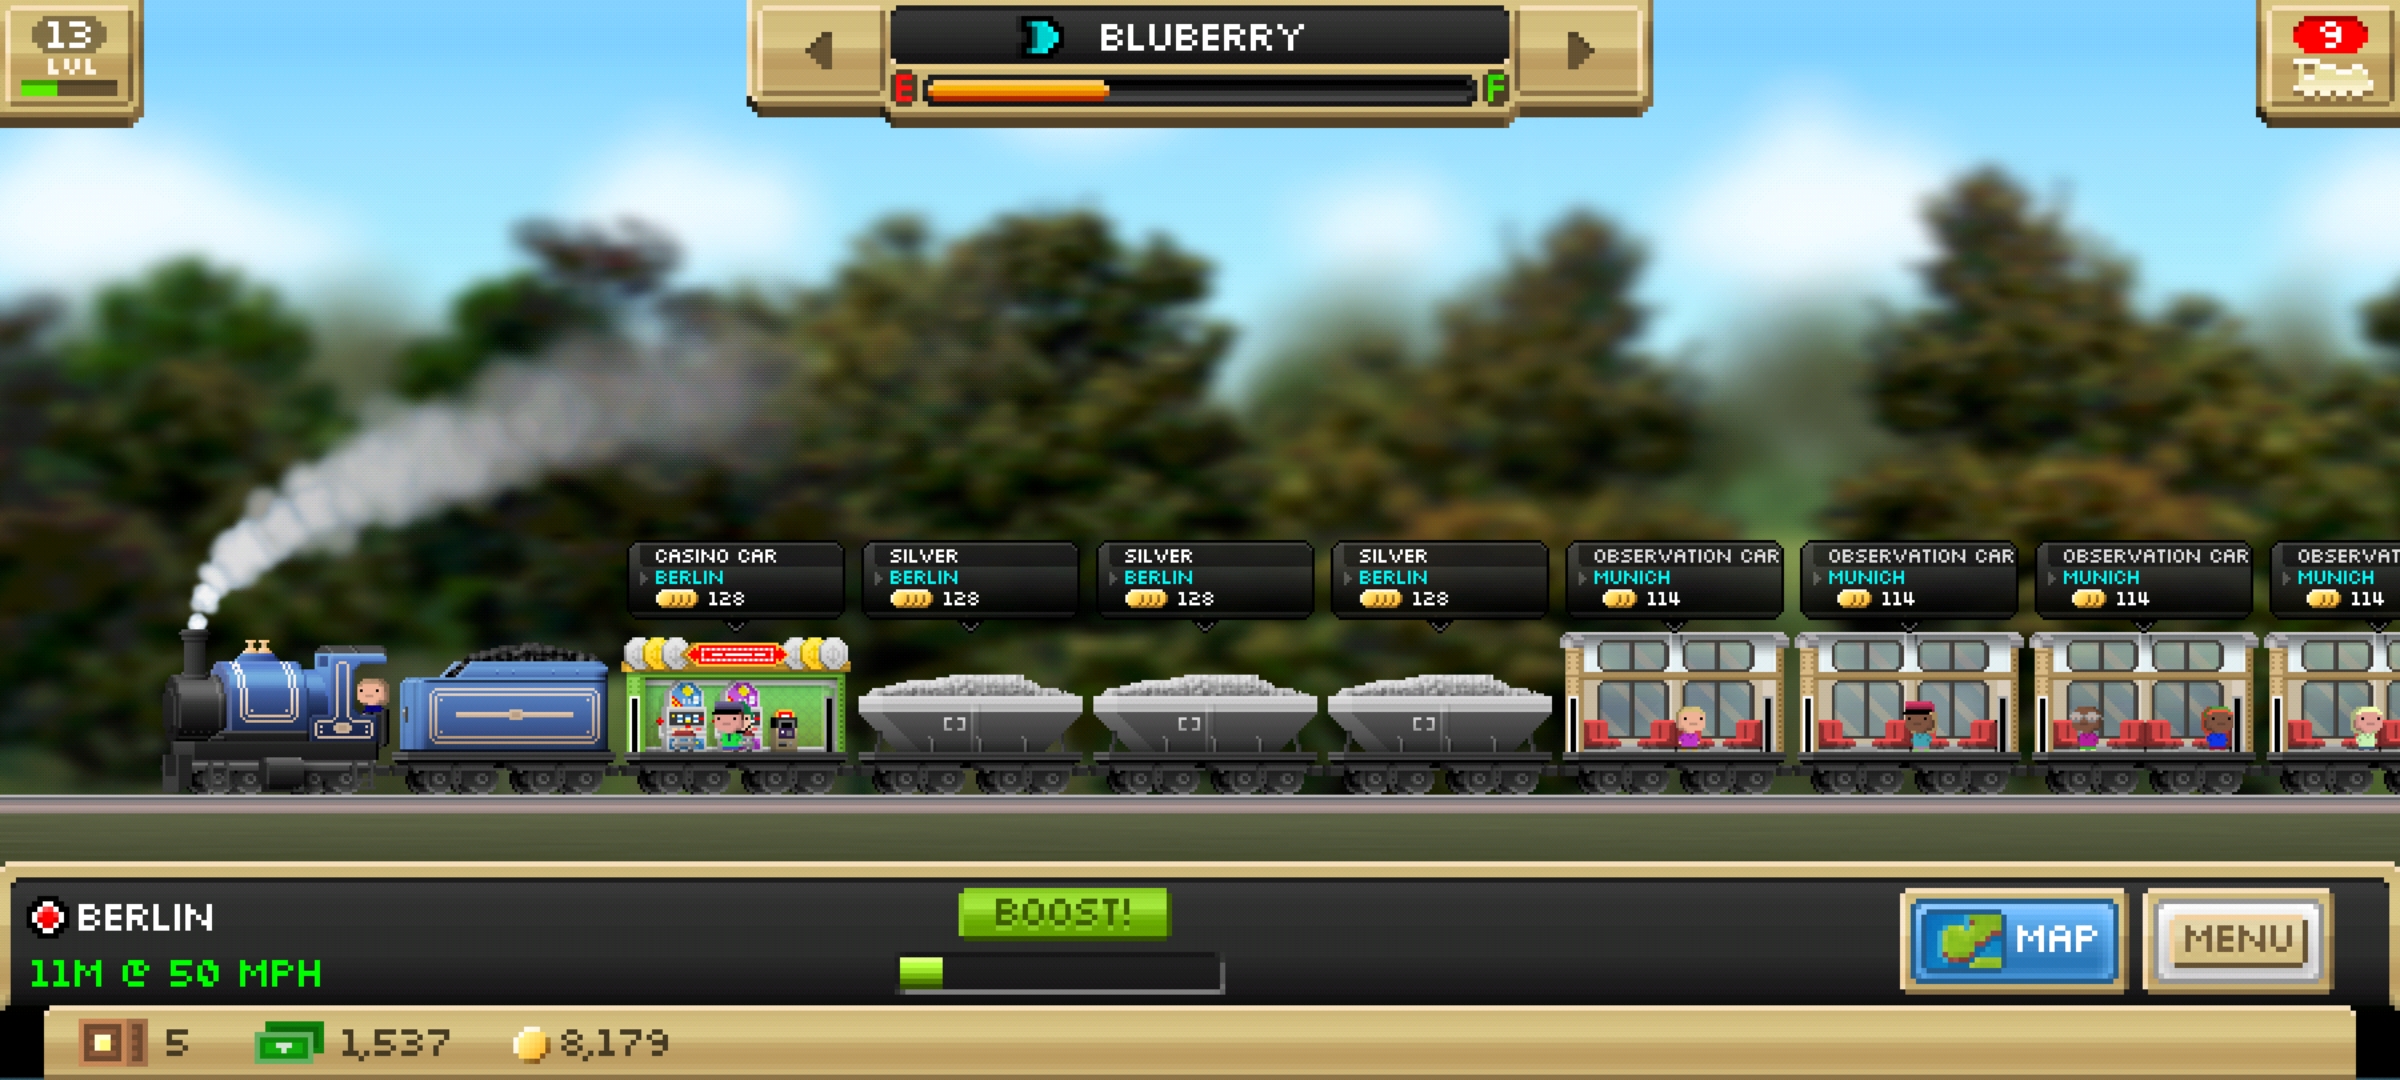 13
LVL
BLUBERRY
E
F
9
CASINO CAR
BERLIN
128
SILVER
BERLIN
128
SILVER
BERLIN
128
SILVER
BERLIN
128
OBSERVATION CAR
MUNICH
114
OBSERVATION CAR
MUNICH
114
OBSERVATION CAR
MUNICH
114
OBSERVAT
MUNICH
114
BERLIN
11M @ 50 MPH
BOOST!
MAP
MENU
5
1,537
8,179